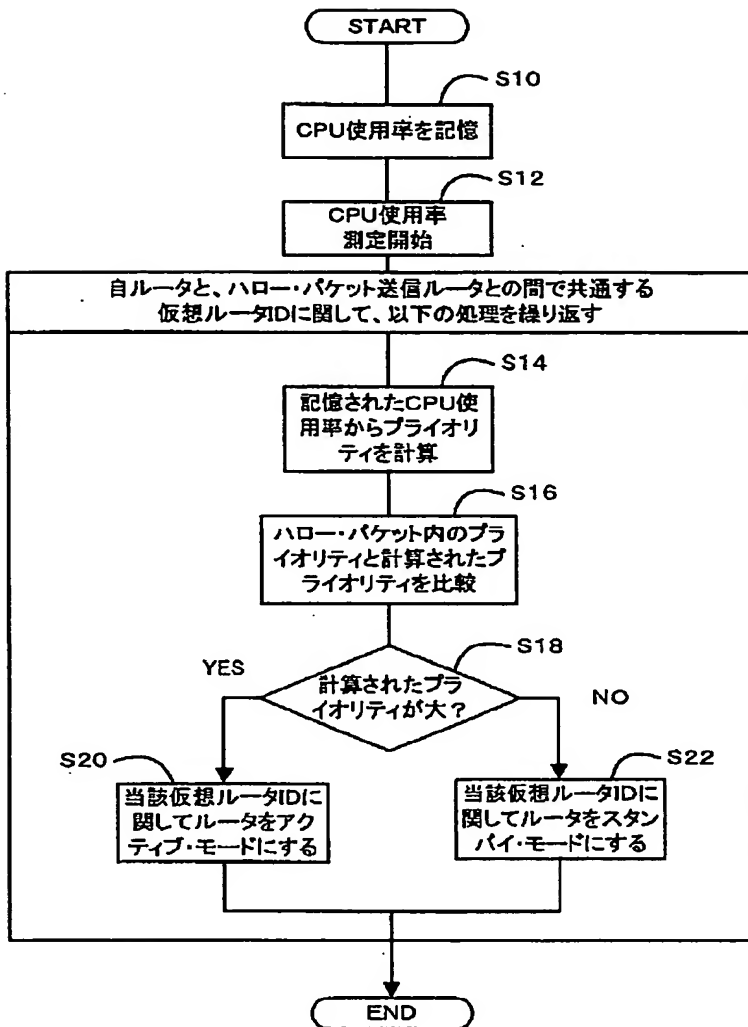 START
S10
CPU使用率を記憶
S12
CPU使用率
測定開始
自ルータと、ハロー・パケット送信ルータとの間で共通する
仮想ルータIDに関して、以下の処理を繰り返す
S14
記憶されたCPU使
用率からプライオリ
ティを計算
S16
ハロー・パケット内のプラ
イオリティと計算されたプ
ライオリティを比較
S18
YES
計算されたプラ
イオリティが大?
NO
S20
当該仮想ルータIDに
関してルータをアク
ティブ・モードにする
S22
当該仮想ルータIDに
関してルータをスタン
バイ・モードにする
END